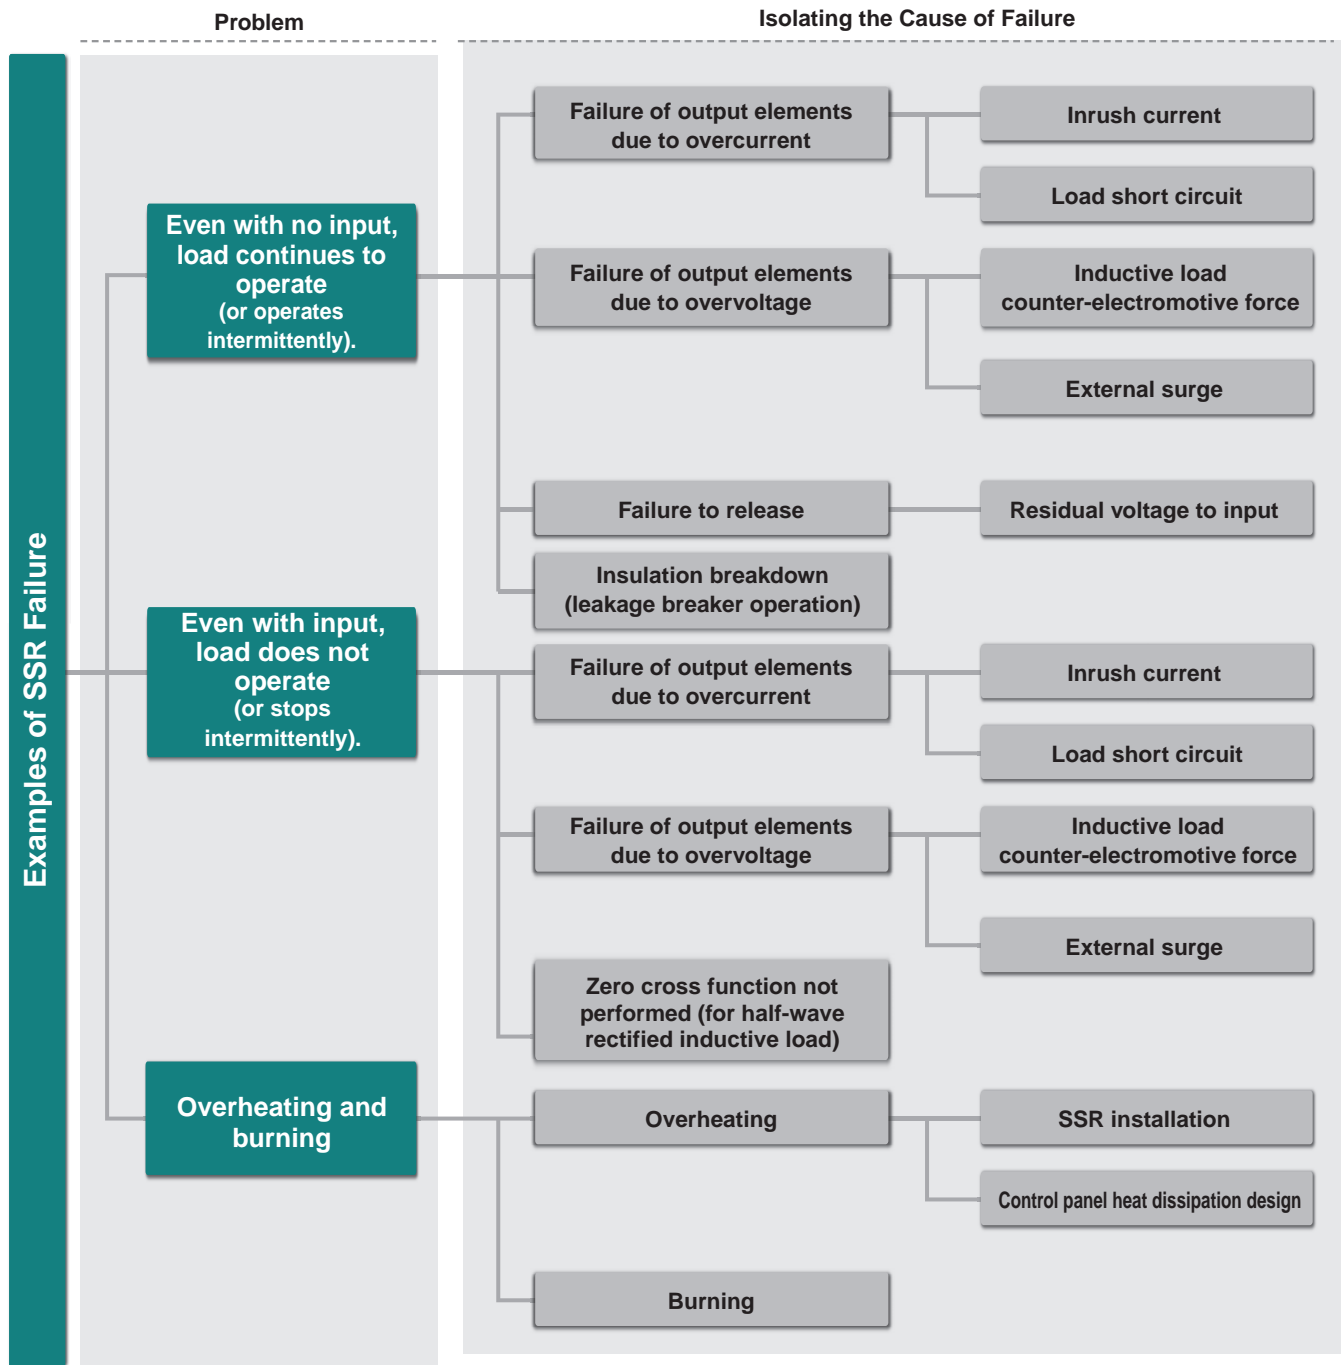 Problem
Isolating the Cause of Failure
Examples of SSR Failure
Even with no input,
load continues to
operate
(or operates
intermittently).
Failure of output elements
due to overcurrent
Inrush current
Load short circuit
Failure of output elements
due to overvoltage
Inductive load
counter-electromotive force
External surge
Failure to release
Residual voltage to input
Insulation breakdown
(leakage breaker operation)
Even with input,
load does not
operate
(or stops
intermittently).
Failure of output elements
due to overcurrent
Inrush current
Load short circuit
Failure of output elements
due to overvoltage
Inductive load
counter-electromotive force
External surge
Zero cross function not
performed (for half-wave
rectified inductive load)
Overheating and
burning
Overheating
SSR installation
Control panel heat dissipation design
Burning